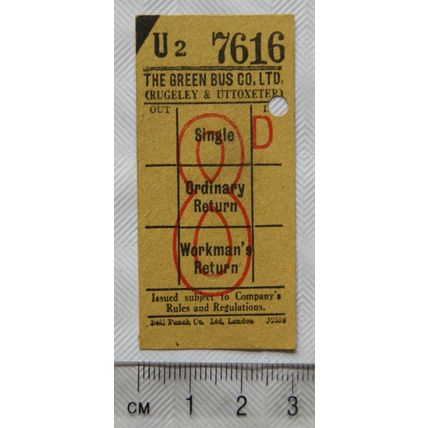 U2 7616
THE GREEN BUS CO. LTD.
(RUGELEY & UTTOXETER)
OUT
8D
Single
Ordinary
Return
Workman's
Return
Issued subject to Company's
Rules and Regulations.
Bell Punch Co. Ltd. London
CM 1 2 3